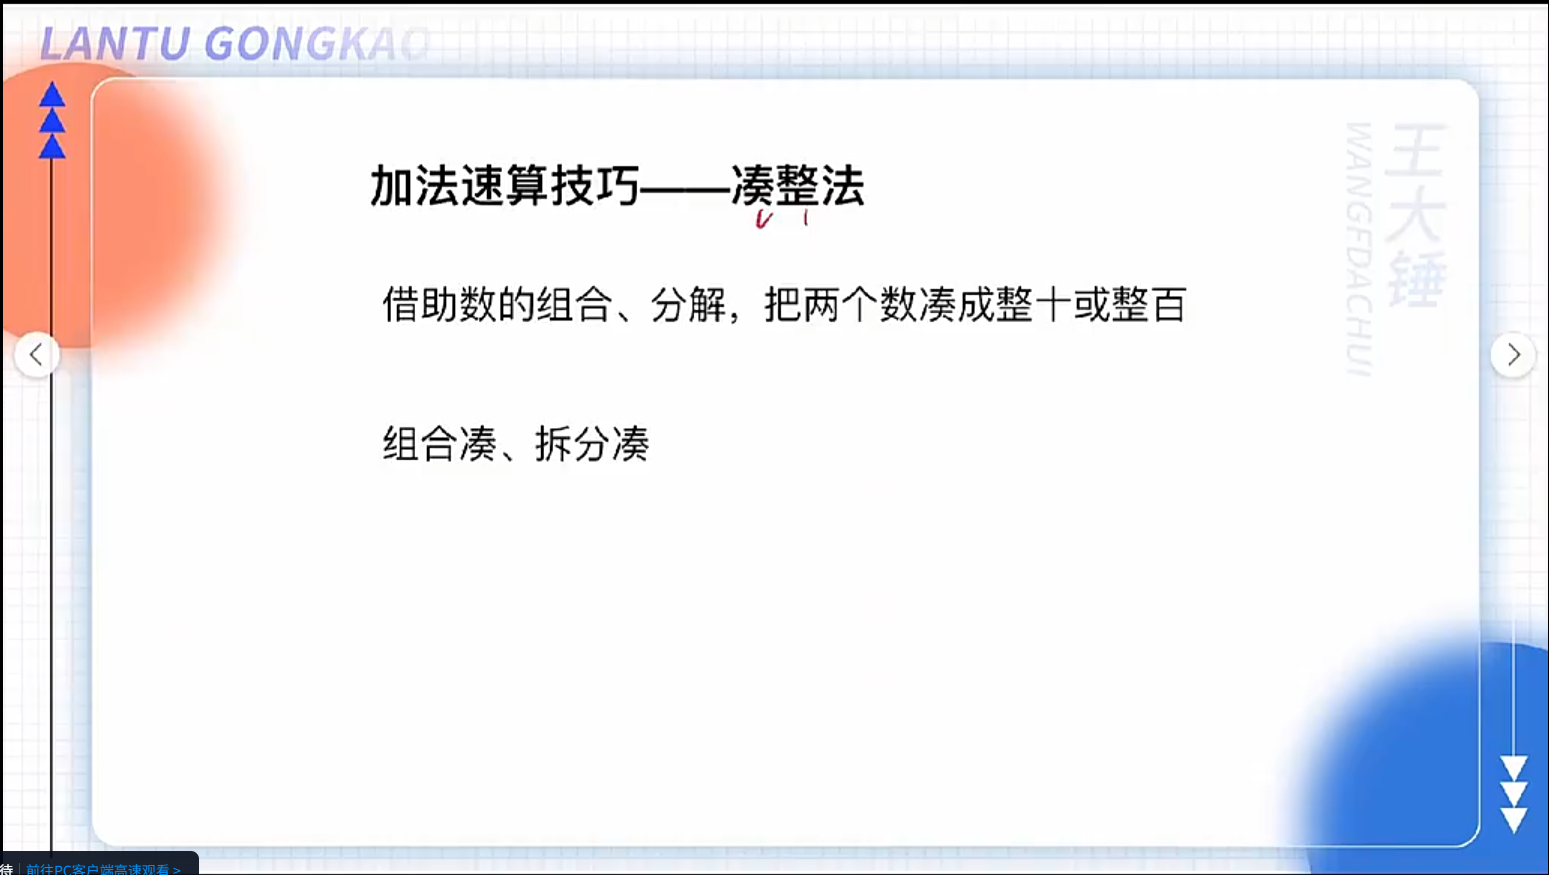 LANTU GONGKAO
加法速算技巧——凑整法
借助数的组合、分解，把两个数凑成整十或整百
组合凑、拆分凑
王大锤
WANGDACHUI
待 | 前往PC客户端高速观看 >